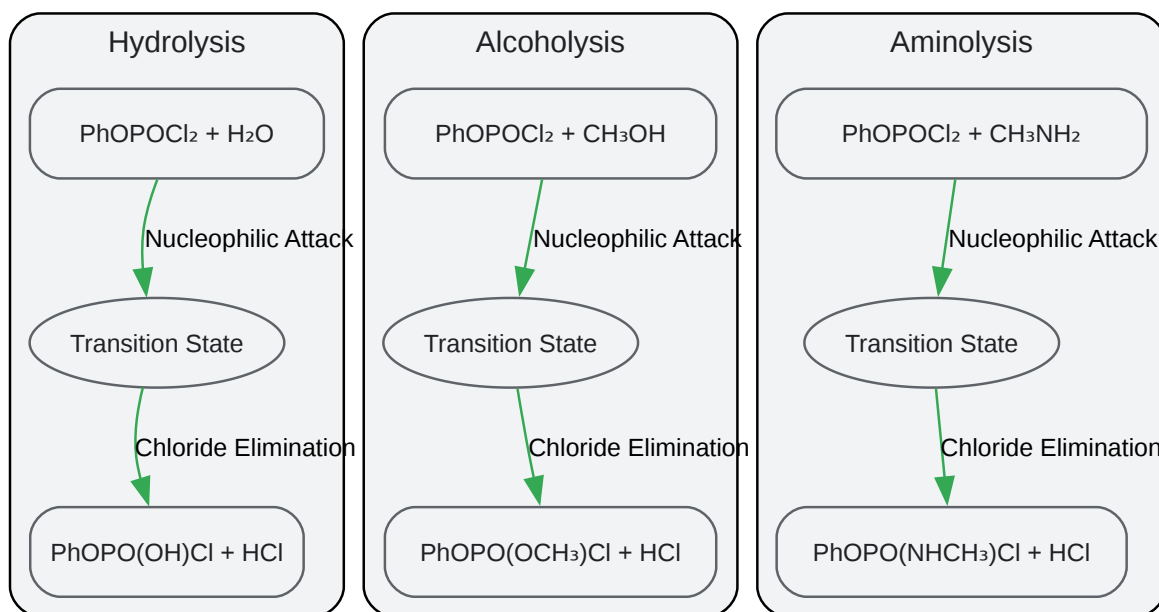 Hydrolysis
PhOPOCl₂ + H₂O
Nucleophilic Attack
Transition State
Chloride Elimination
PhOPO(OH)Cl + HCl
Alcoholysis
PhOPOCl₂ + CH₃OH
Nucleophilic Attack
Transition State
Chloride Elimination
PhOPO(OCH₃)Cl + HCl
Aminolysis
PhOPOCl₂ + CH₃NH₂
Nucleophilic Attack
Transition State
Chloride Elimination
PhOPO(NHCH₃)Cl + HCl